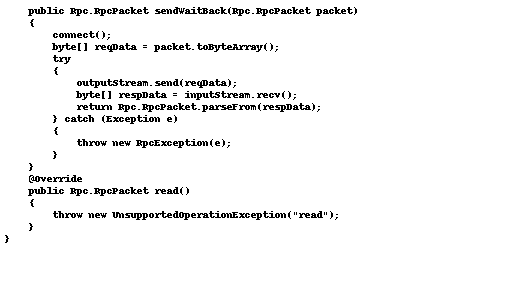 public Rpc.RpcPacket sendWaitBack(Rpc.RpcPacket packet)
{
connect();
byte[] reqData = packet.toByteArray();
try
{
outputStream.send(reqData);
byte[] respData = inputStream.recv();
return Rpc.RpcPacket.parseFrom(respData);
} catch (Exception e)
{
throw new RpcException(e);
}
}
@Override
public Rpc.RpcPacket read()
{
throw new UnsupportedOperationException("read");
}
}